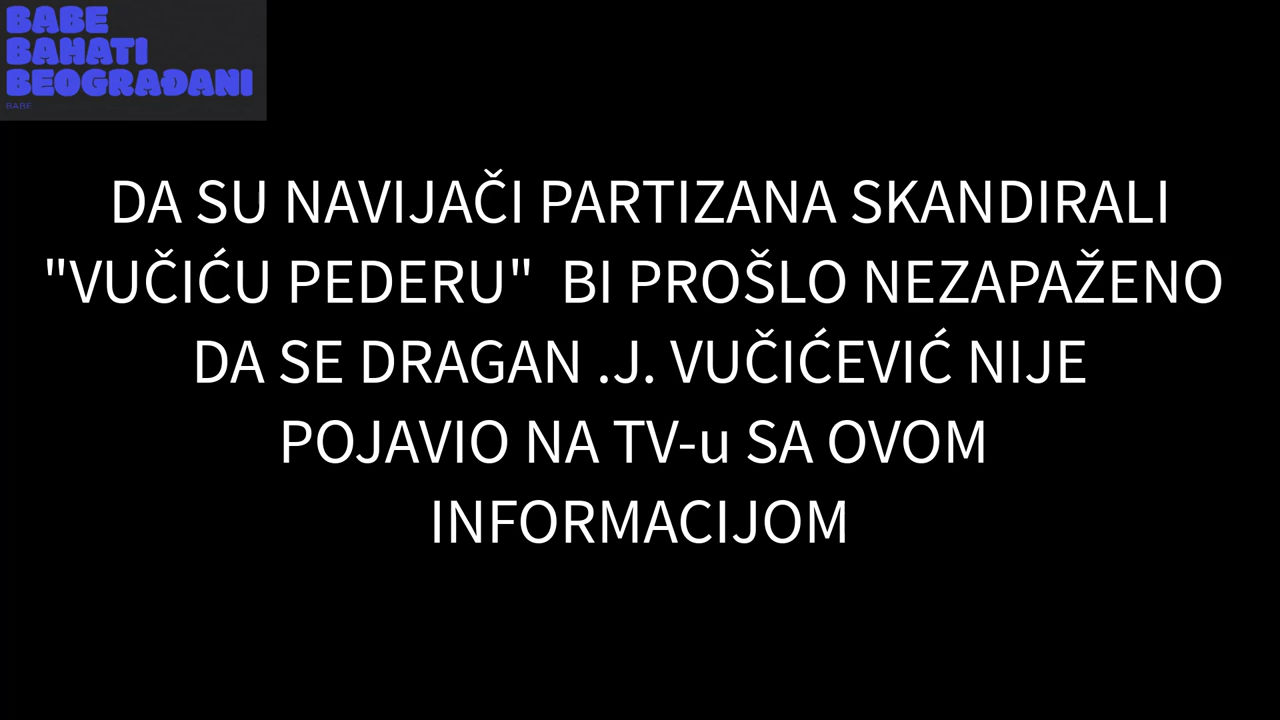 BABE
BAHATI
BEOGRAĐANI
BABE
DA SU NAVIJAČI PARTIZANA SKANDIRALI
"VUČIĆU PEDERU" BI PROŠLO NEZAPAŽENO
DA SE DRAGAN .J. VUČIĆEVIĆ NIJE
POJAVIO NA TV-u SA OVOM
INFORMACIJOM